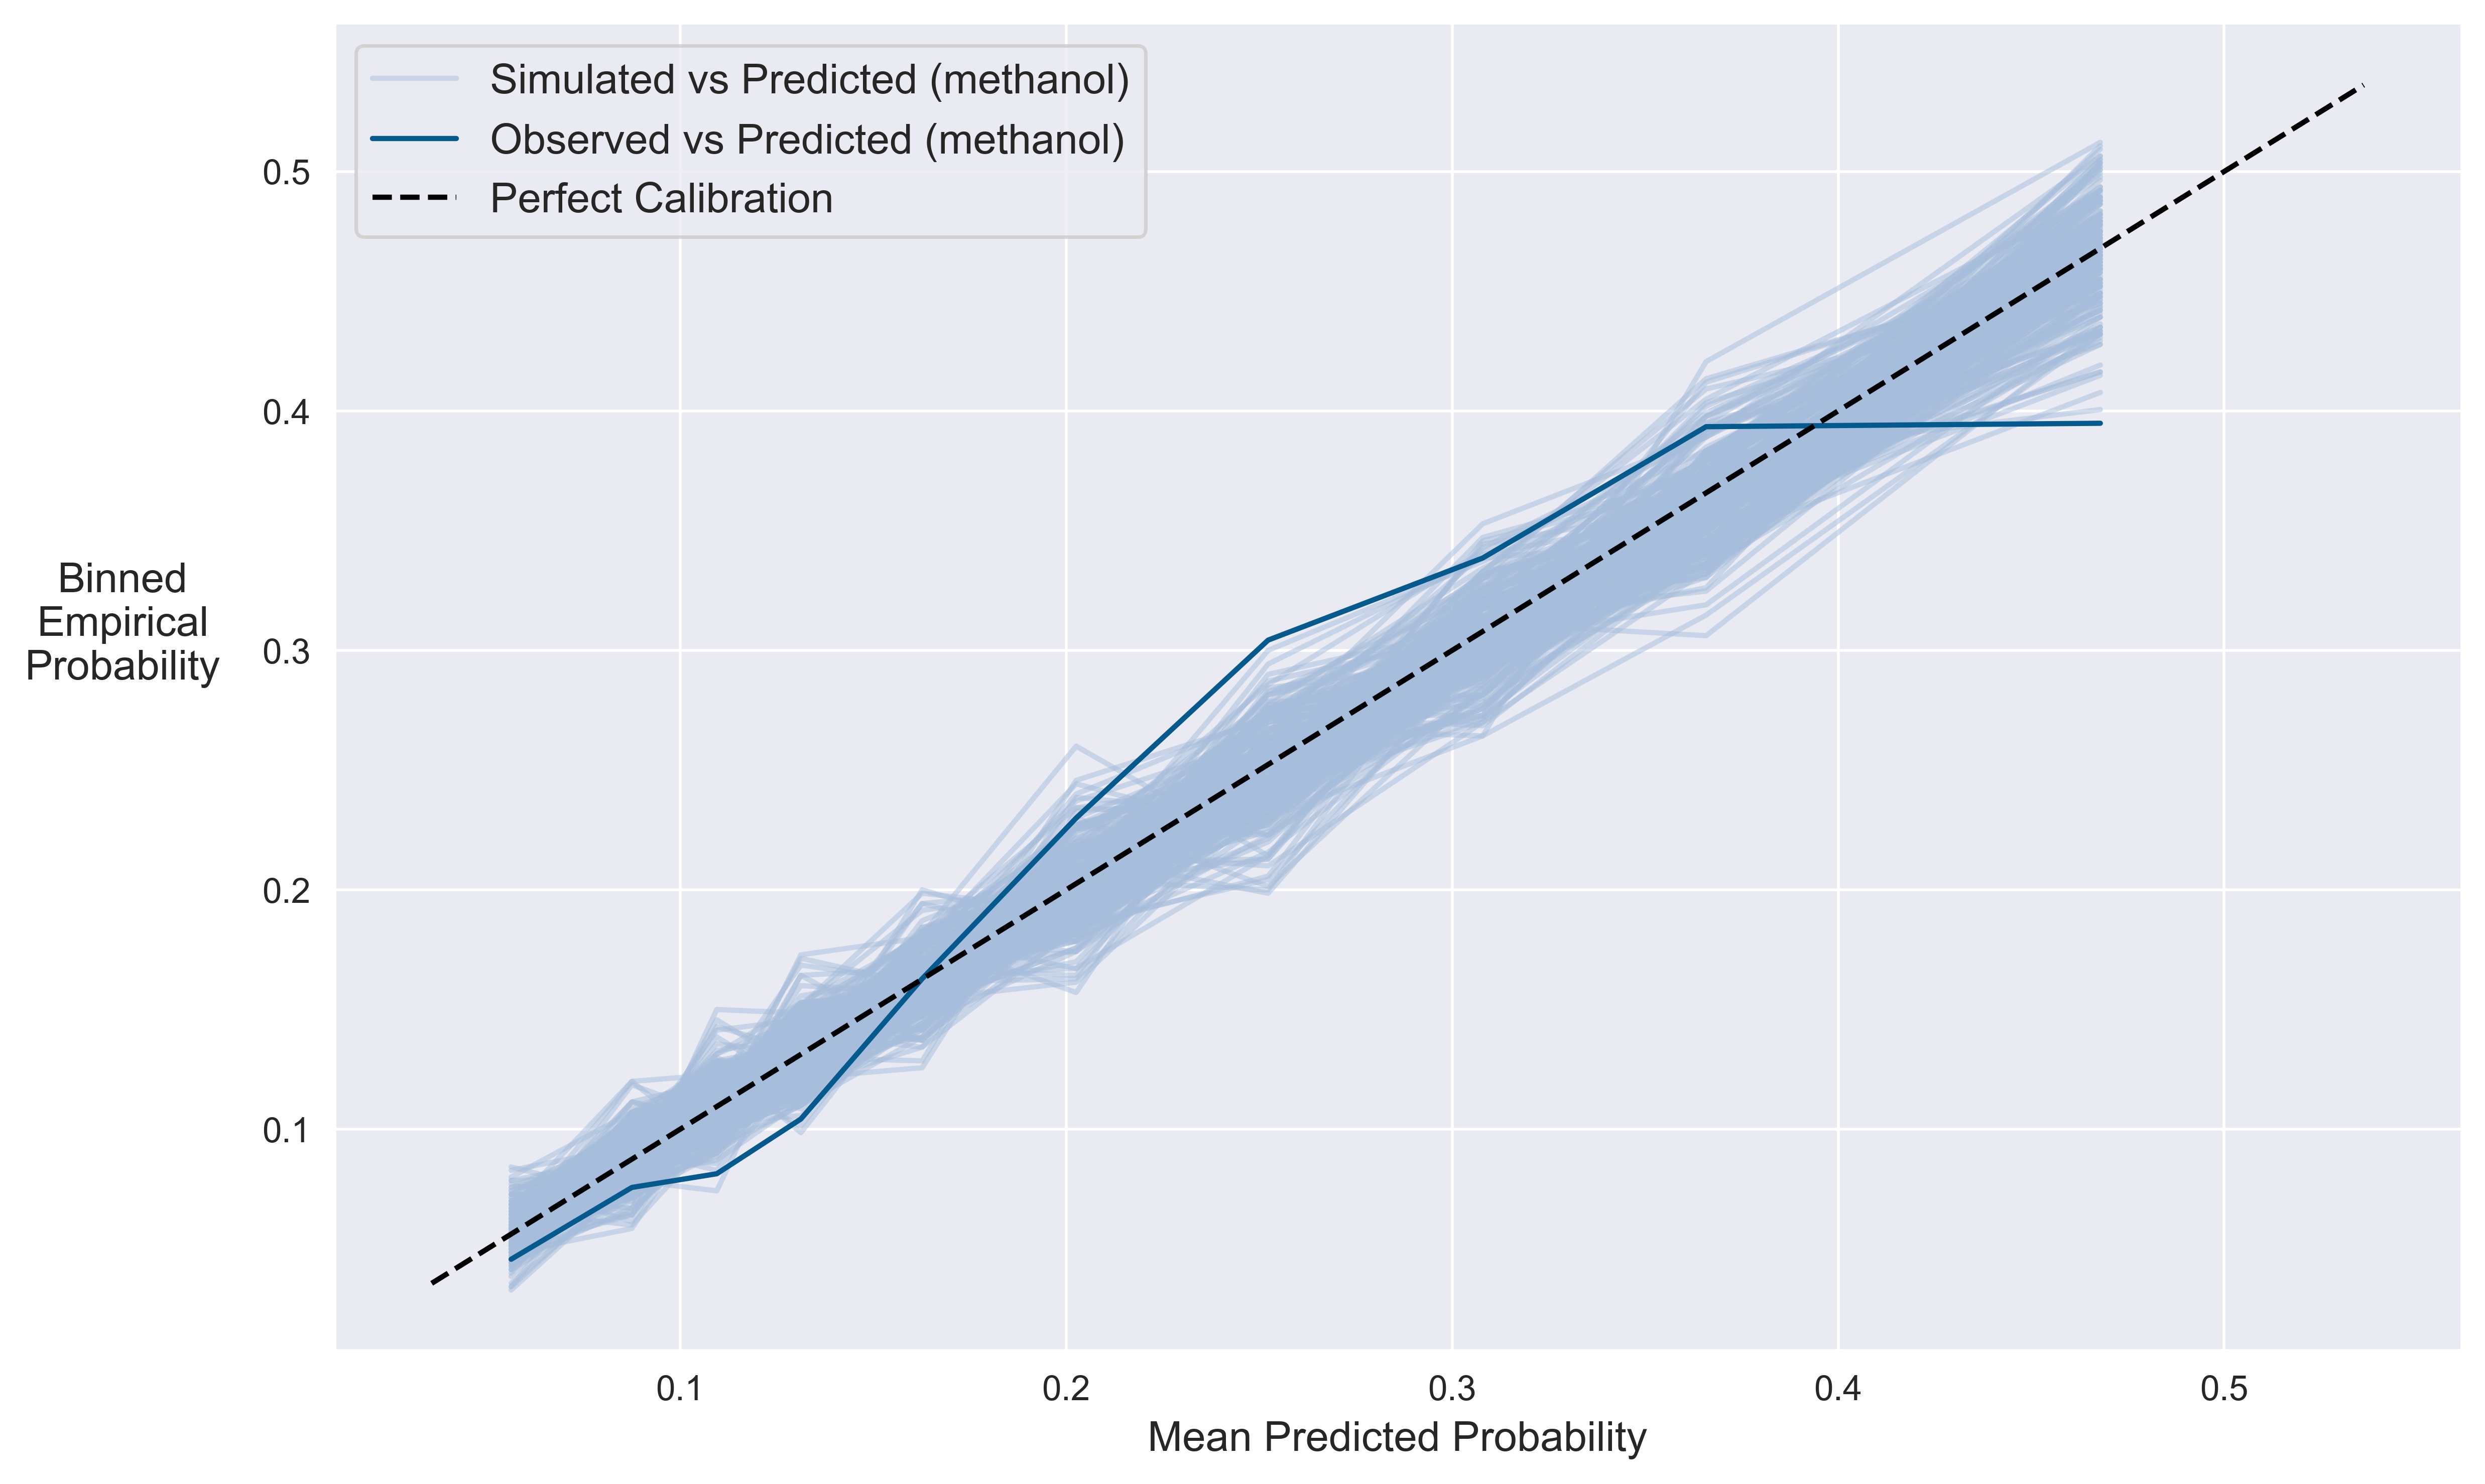 Simulated vs Predicted (methanol)
Observed vs Predicted (methanol)
Perfect Calibration
0.5
0.4
0.3
0.2
0.1
Binned
Empirical
Probability
0.1
0.2
0.3
0.4
0.5
Mean Predicted Probability